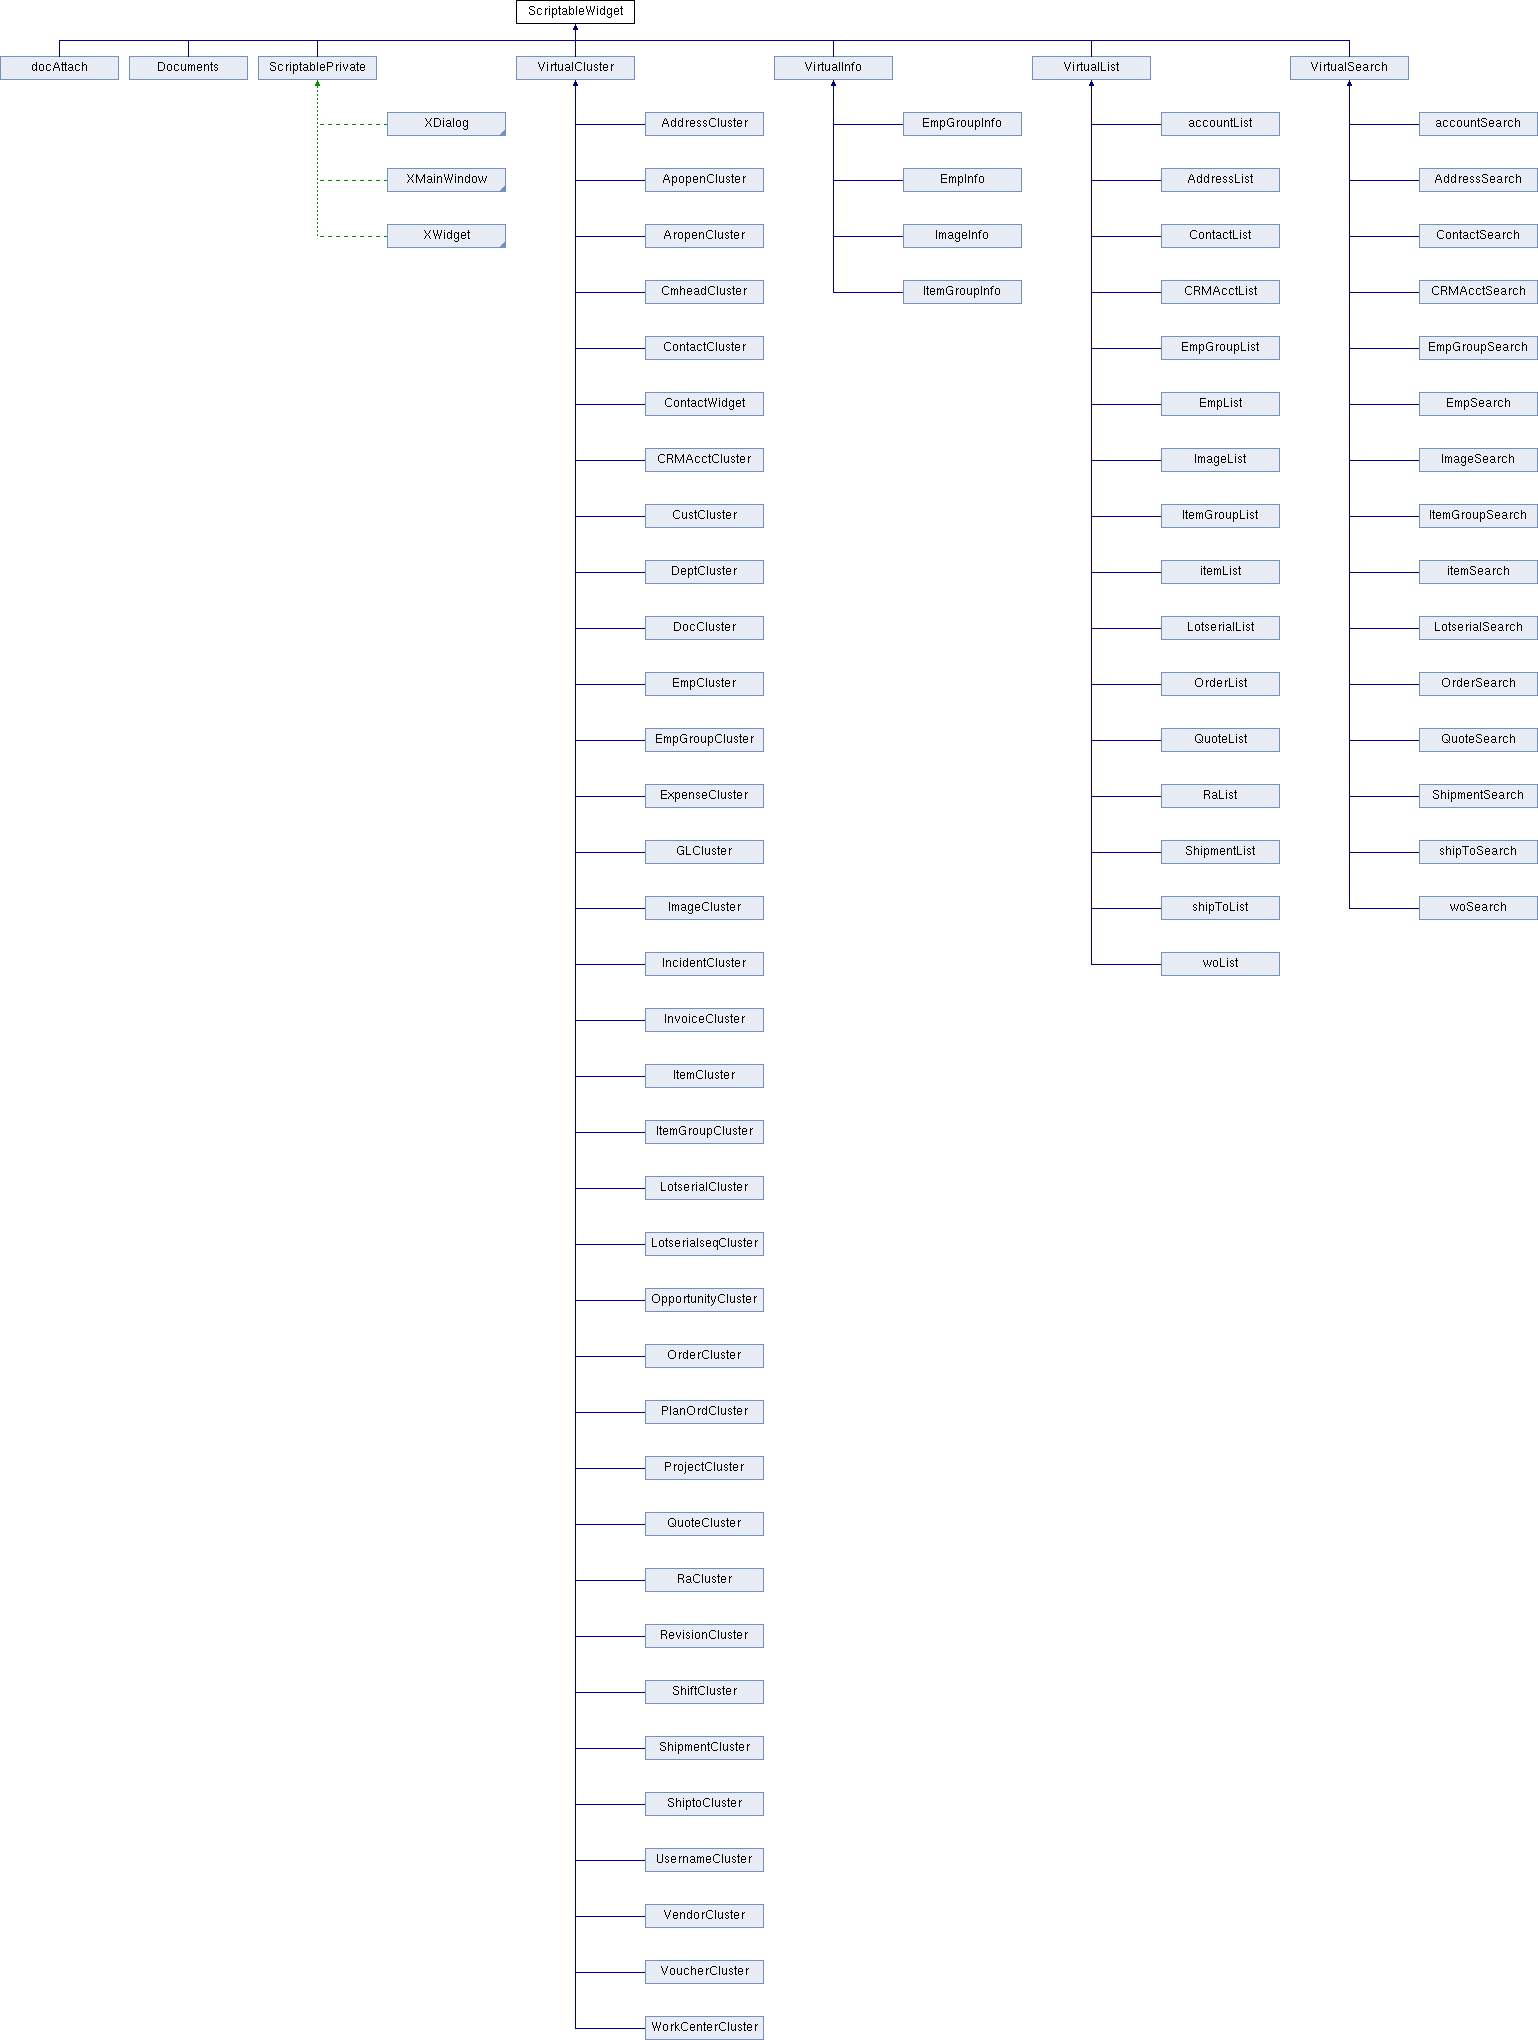 ScriptableWidget
docAttach
Documents
ScriptablePrivate
VirtualCluster
VirtualInfo
VirtualList
VirtualSearch
XDialog
AddressCluster
EmpGroupInfo
accountList
accountSearch
XMainWindow
ApopenCluster
EmpInfo
AddressList
AddressSearch
XWidget
AropenCluster
ImageInfo
ContactList
ContactSearch
CmheadCluster
ItemGroupInfo
CRMAcctList
CRMAcctSearch
ContactCluster
EmpGroupList
EmpGroupSearch
ContactWidget
EmpList
EmpSearch
CRMAcctCluster
ImageList
ImageSearch
CustCluster
ItemGroupList
ItemGroupSearch
DeptCluster
itemList
itemSearch
DocCluster
LotserialList
LotserialSearch
EmpCluster
OrderList
OrderSearch
EmpGroupCluster
QuoteList
QuoteSearch
ExpenseCluster
RaList
ShipmentSearch
GLCluster
ShipmentList
shipToSearch
ImageCluster
shipToList
woSearch
IncidentCluster
woList
InvoiceCluster
ItemCluster
ItemGroupCluster
LotserialCluster
LotserialseqCluster
OpportunityCluster
OrderCluster
PlanOrdCluster
ProjectCluster
QuoteCluster
RaCluster
RevisionCluster
ShiftCluster
ShipmentCluster
ShiptoCluster
UsernameCluster
VendorCluster
VoucherCluster
WorkCenterCluster